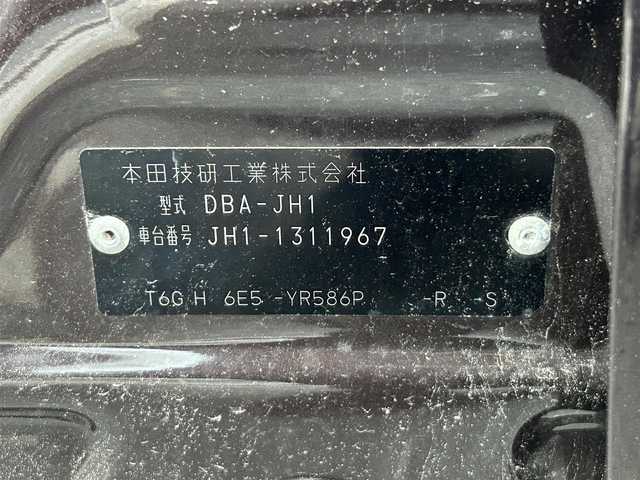 本田技研工業株式会社
型式 DBA-JH1
車台番号 JH1-1311967
T6G H 6E5 -YR586P -R -S